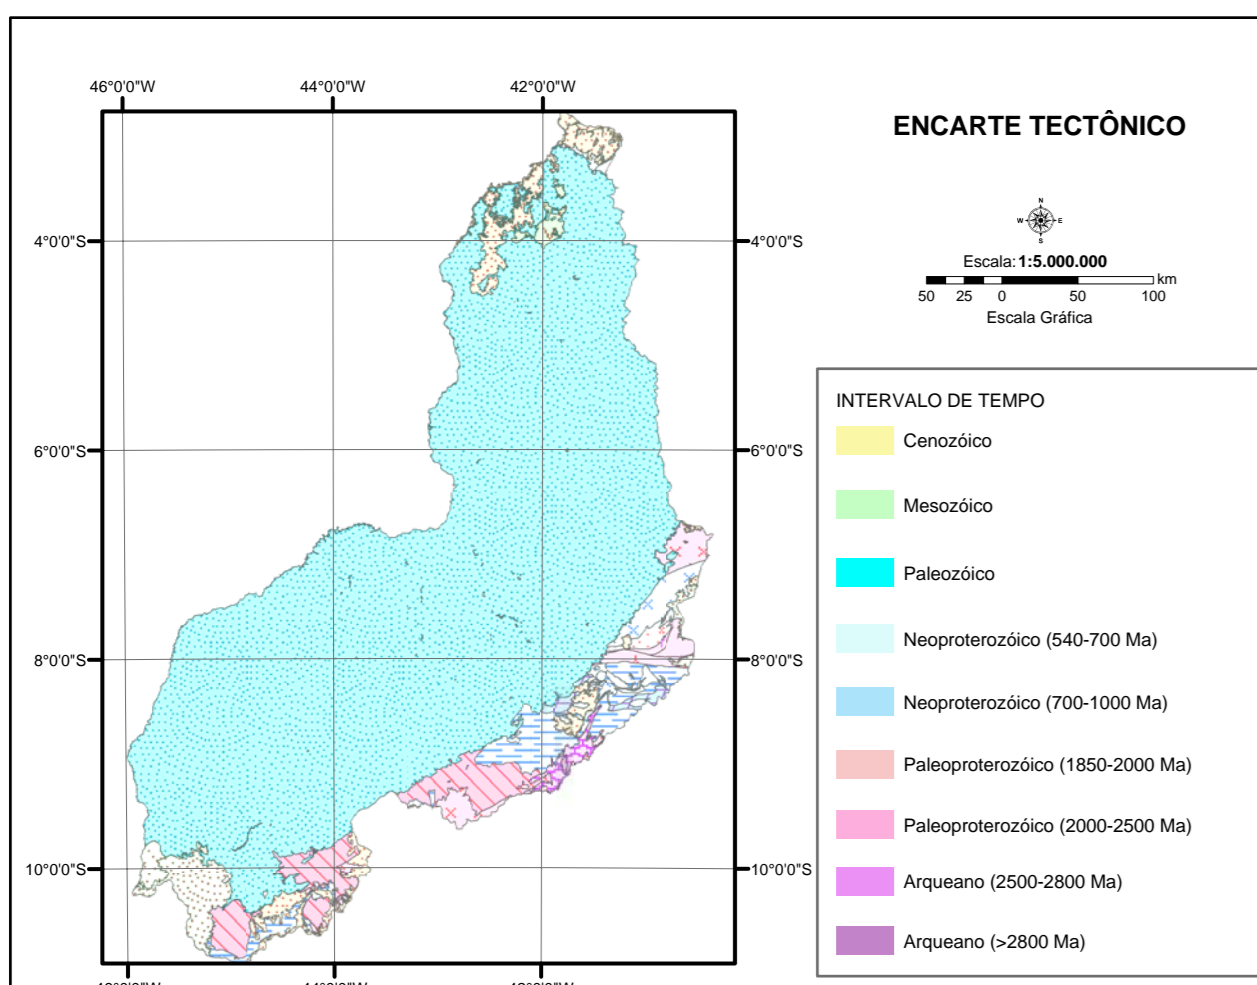 46°0'0"W 44°0'0"W 42°0'0"W
ENCARTE TECTÔNICO
N
W E
S
4°0'0"S 4°0'0"S
Escala: 1:5.000.000
km
50 25 0 50 100
Escala Gráfica
INTERVALO DE TEMPO
Cenozóico
6°0'0"S 6°0'0"S
Mesozóico
Paleozóico
Neoproterozóico (540-700 Ma)
8°0'0"S 8°0'0"S
Neoproterozóico (700-1000 Ma)
Paleoproterozóico (1850-2000 Ma)
Paleoproterozóico (2000-2500 Ma)
10°0'0"S 10°0'0"S
Arqueano (2500-2800 Ma)
Arqueano (>2800 Ma)